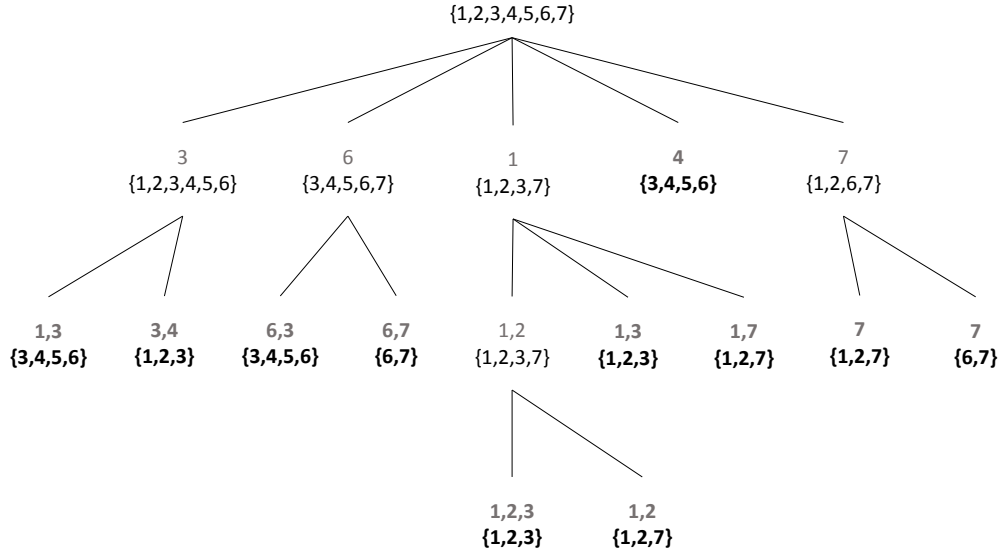 {1,2,3,4,5,6,7}
3 6 1 4 7
{1,2,3,4,5,6} {3,4,5,6,7} {1,2,3,7} {3,4,5,6} {1,2,6,7}
1,3 3,4 6,3 6,7 1,2 1,3 1,7 7 7
{3,4,5,6} {1,2,3} {3,4,5,6} {6,7} {1,2,3,7} {1,2,3} {1,2,7} {1,2,7} {6,7}
1,2,3 1,2
{1,2,3} {1,2,7}